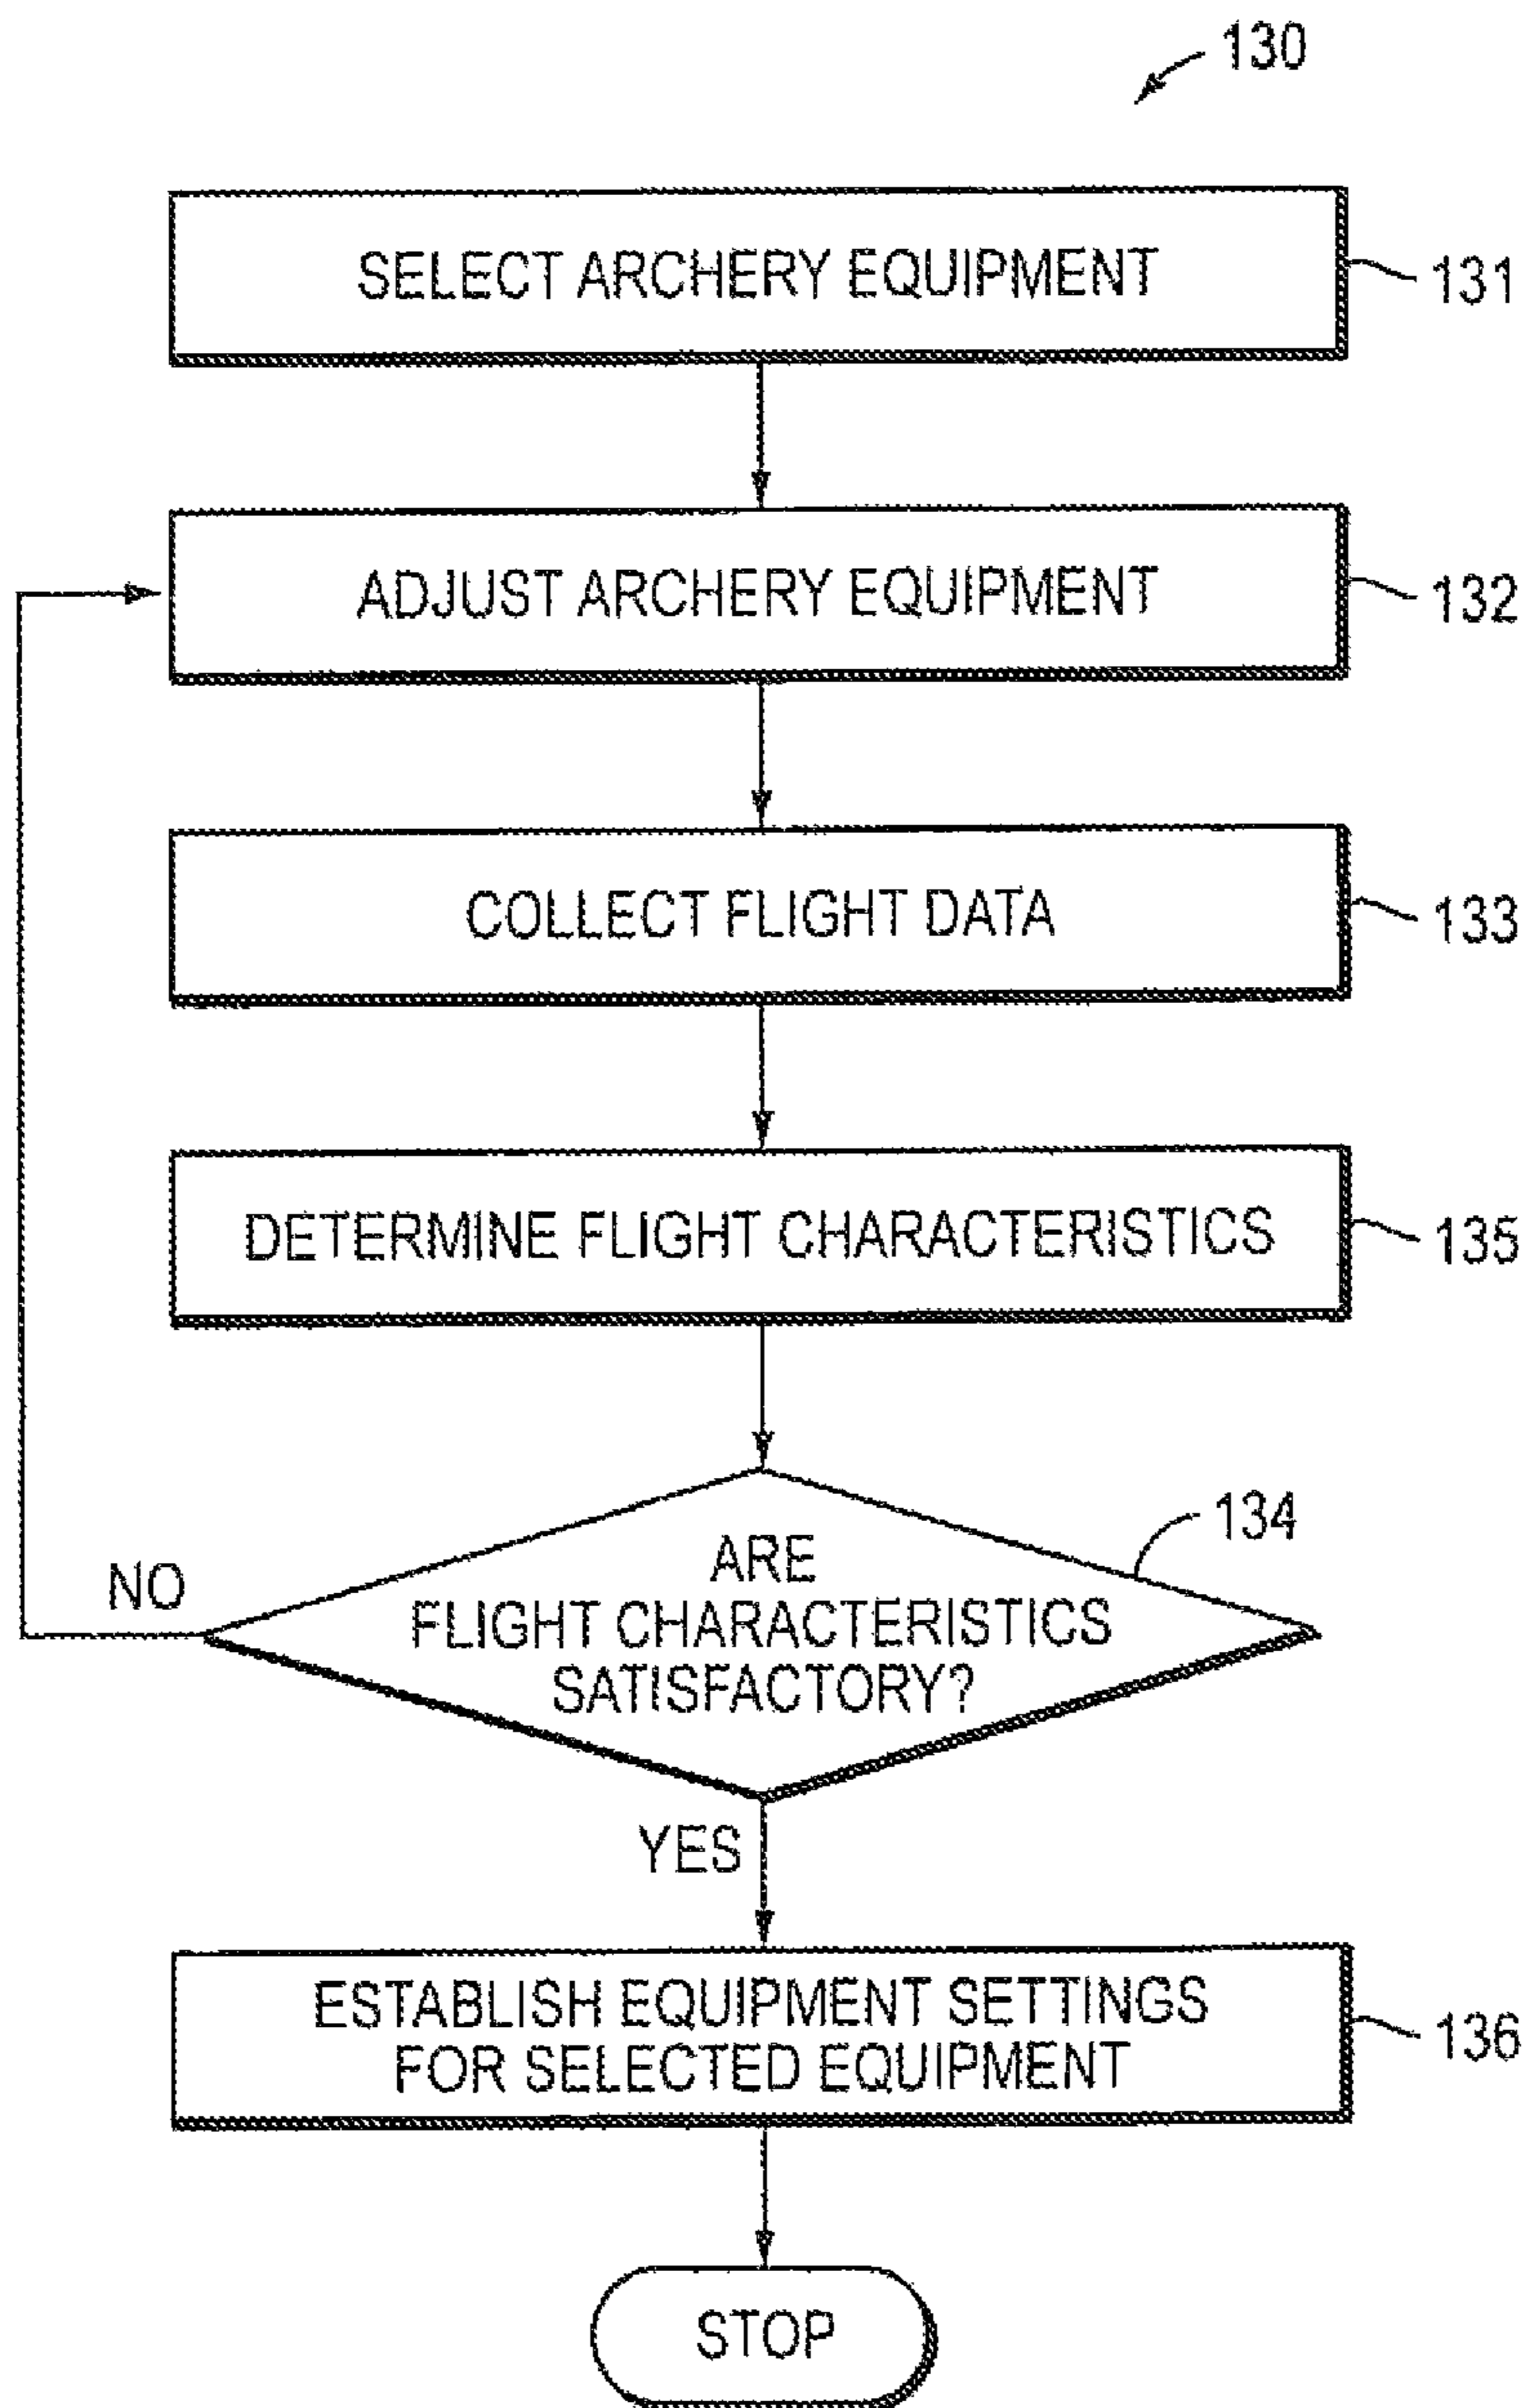 130
SELECT ARCHERY EQUIPMENT
131
ADJUST ARCHERY EQUIPMENT
132
COLLECT FLIGHT DATA
133
DETERMINE FLIGHT CHARACTERISTICS
135
134
ARE
FLIGHT CHARACTERISTICS
SATISFACTORY?
NO
YES
ESTABLISH EQUIPMENT SETTINGS
FOR SELECTED EQUIPMENT
136
STOP